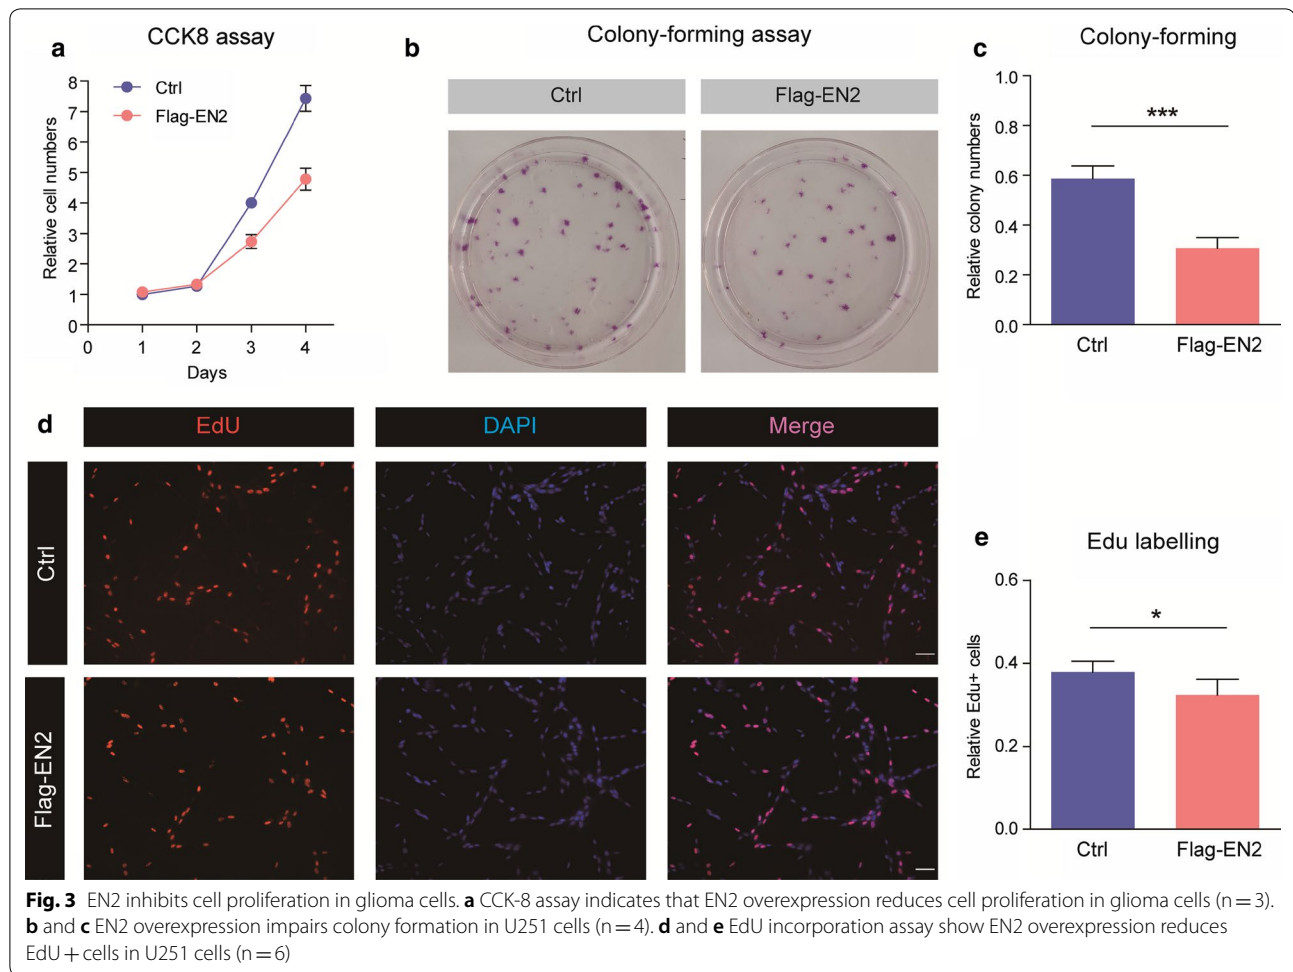 a
CCK8 assay
Ctrl
Flag-EN2
Relative cell numbers
8
7
6
5
4
3
2
1
0
0 1 2 3 4
Days
b
Colony-forming assay
Ctrl Flag-EN2
c
Colony-forming
Relative colony numbers
1.0
0.8
0.6
0.4
0.2
0.0
***
Ctrl Flag-EN2
d
EdU DAPI Merge
Ctrl
Flag-EN2
e
Edu labelling
Relative Edu+ cells
0.6
0.4
0.2
0.0
*
Ctrl Flag-EN2
Fig. 3 EN2 inhibits cell proliferation in glioma cells. a CCK-8 assay indicates that EN2 overexpression reduces cell proliferation in glioma cells (n = 3).
b and c EN2 overexpression impairs colony formation in U251 cells (n = 4). d and e EdU incorporation assay show EN2 overexpression reduces
EdU + cells in U251 cells (n = 6)